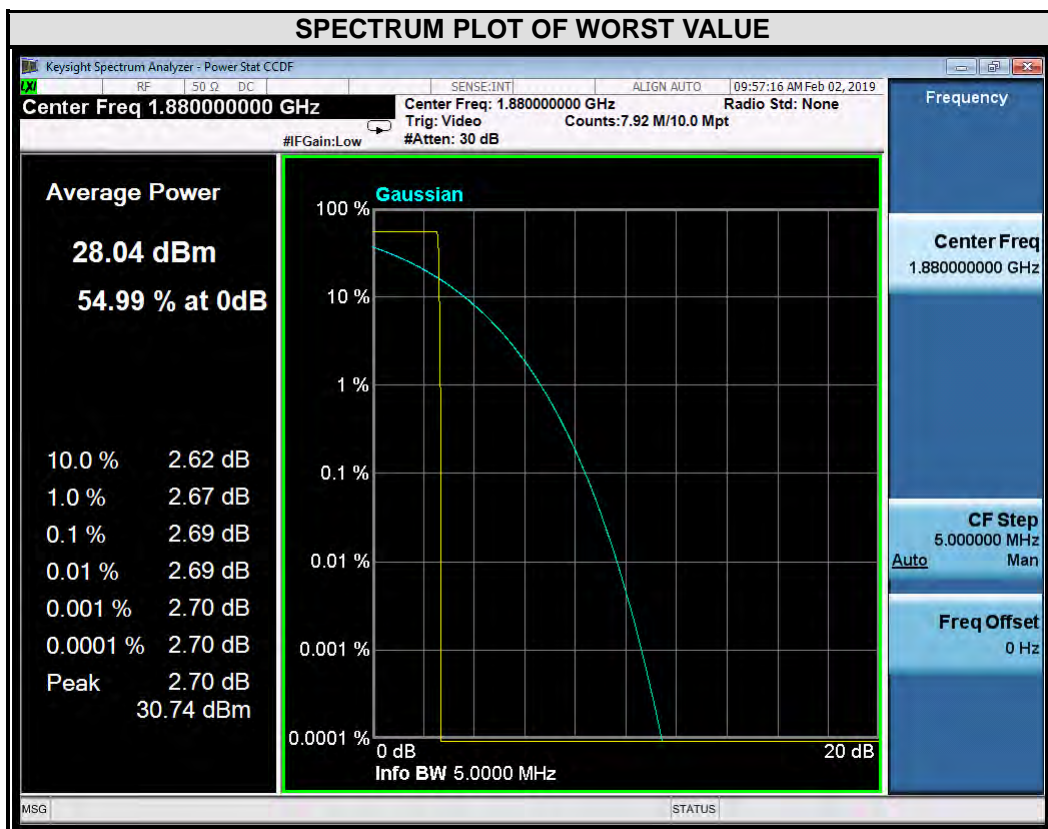 SPECTRUM PLOT OF WORST VALUE
Keysight Spectrum Analyzer - Power Stat CCDF
LXI RF 50 Ω DC SENSE:INT ALIGN AUTO 09:57:16 AM Feb 02, 2019
Center Freq 1.880000000 GHz
#IFGain:Low
Center Freq: 1.880000000 GHz Radio Std: None
Trig: Video Counts:7.92 M/10.0 Mpt
#Atten: 30 dB
Average Power
28.04 dBm
54.99 % at 0dB
10.0 % 2.62 dB
1.0 % 2.67 dB
0.1 % 2.69 dB
0.01 % 2.69 dB
0.001 % 2.70 dB
0.0001 % 2.70 dB
Peak 2.70 dB
30.74 dBm
Gaussian
100 %
10 %
1 %
0.1 %
0.01 %
0.001 %
0.0001 %
0 dB 20 dB
Info BW 5.0000 MHz
Frequency
Center Freq
1.880000000 GHz
CF Step
5.000000 MHz
Auto Man
Freq Offset
0 Hz
MSG STATUS